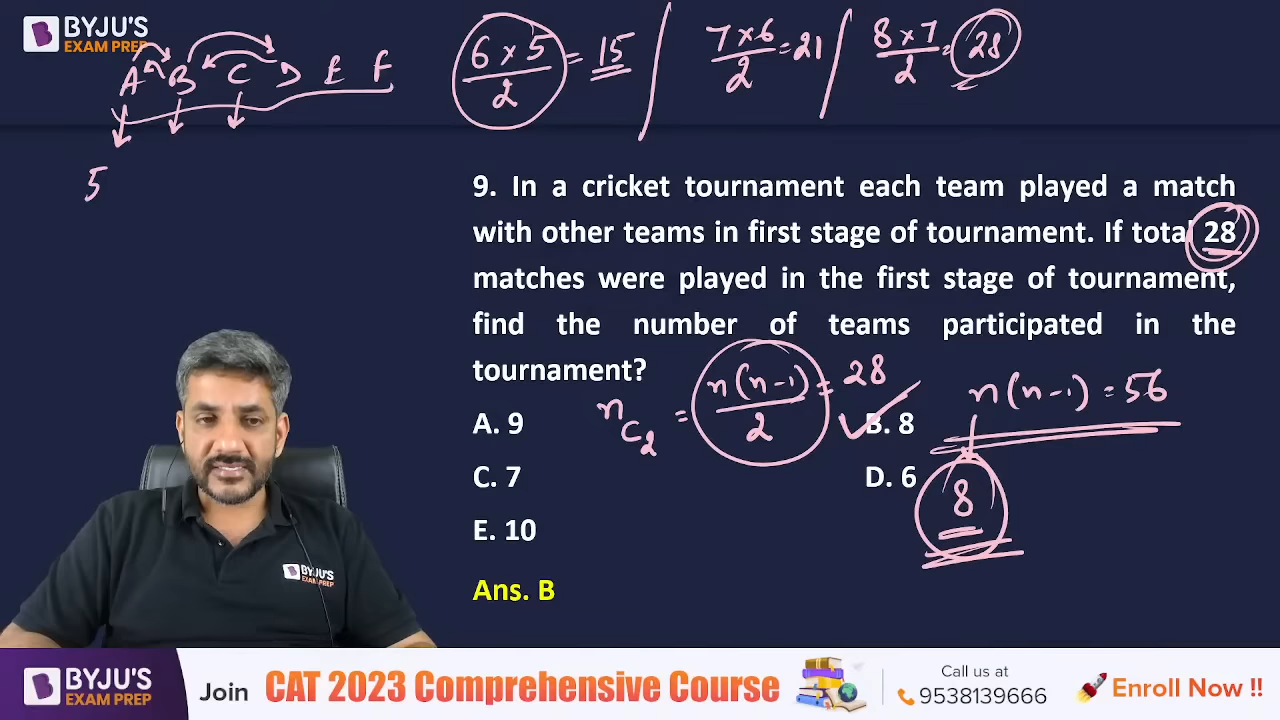 BYJU'S
EXAM PREP
A B C D E F
5
6 x 5 / 2 = 15 / 7 x 6 / 2 = 21 / 8 x 7 / 2 = 28
9. In a cricket tournament each team played a match
with other teams in first stage of tournament. If total 28
matches were played in the first stage of tournament,
find the number of teams participated in the
tournament?
nC2 = n(n-1) / 2 = 28
n(n-1) = 56
8
A. 9
B. 8
C. 7
D. 6
E. 10
Ans. B
BYJU'S
EXAM PREP
BYJU'S
EXAM PREP
Join CAT 2023 Comprehensive Course
Call us at
9538139666
Enroll Now !!